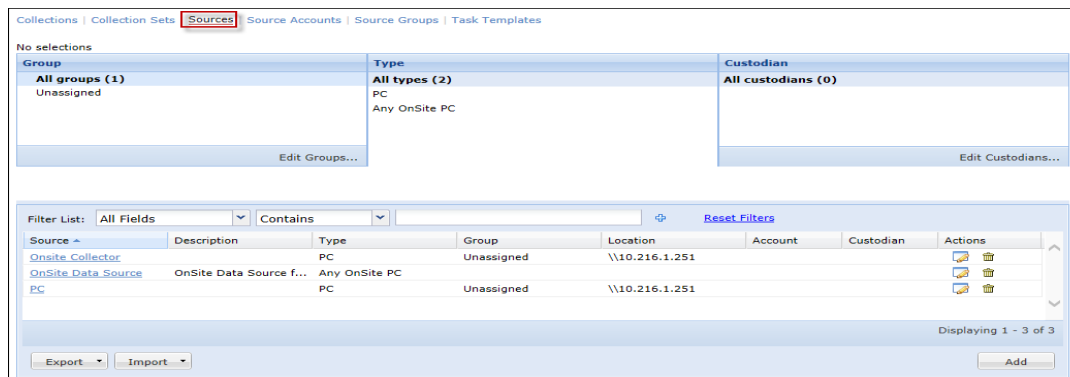 Collections | Collection Sets | Sources | Source Accounts | Source Groups | Task Templates
No selections
Group Type Custodian
All groups (1) All types (2) All custodians (0)
Unassigned PC
Any OnSite PC
Edit Groups... Edit Custodians...
Filter List: All Fields Contains Reset Filters
Source Description Type Group Location Account Custodian Actions
Onsite Collector PC Unassigned \\10.216.1.251
OnSite Data Source OnSite Data Source f... Any OnSite PC
PC PC Unassigned \\10.216.1.251
Displaying 1 - 3 of 3
Export Import Add